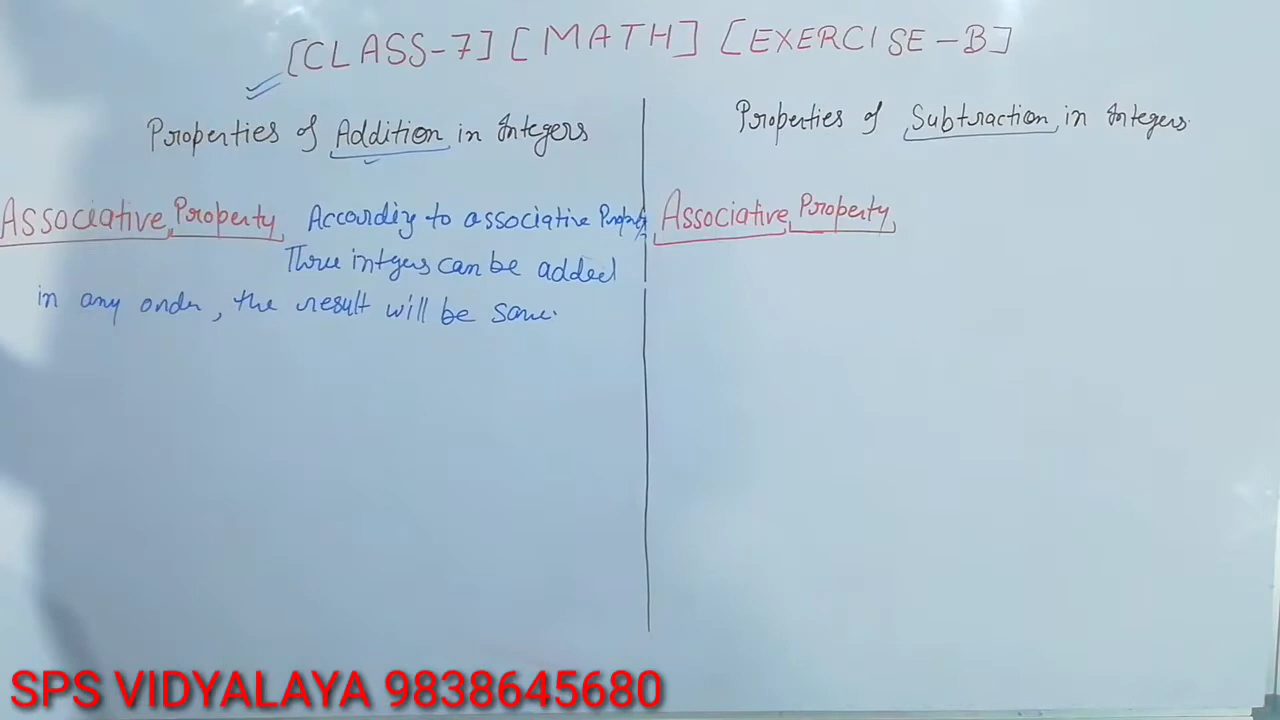 [CLASS-7] [MATH] [EXERCISE-B]
Properties of Addition in Integers
Associative Property According to associative Property
Three intgers can be added
in any order, the result will be same.
Properties of Subtraction in Integers.
Associative Property
SPS VIDYALAYA 9838645680